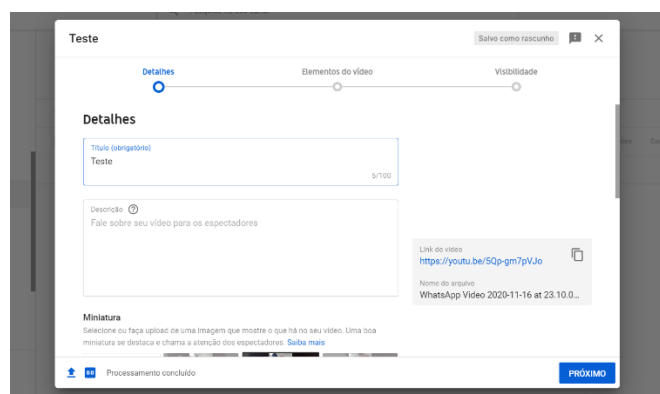 Teste
Salvo como rascunho
Detalhes
Elementos do vídeo
Visibilidade
Detalhes
Título (obrigatório)
Teste
5/100
Descrição
Fale sobre seu vídeo para os espectadores
Link do vídeo
https://youtu.be/5Qp-gm7pVJo
Nome do arquivo
WhatsApp Video 2020-11-16 at 23.10.0...
Miniatura
Selecione ou faça upload de uma imagem que mostre o que há no seu vídeo. Uma boa
miniatura se destaca e chama a atenção dos espectadores. Saiba mais
SD
Processamento concluído
PRÓXIMO